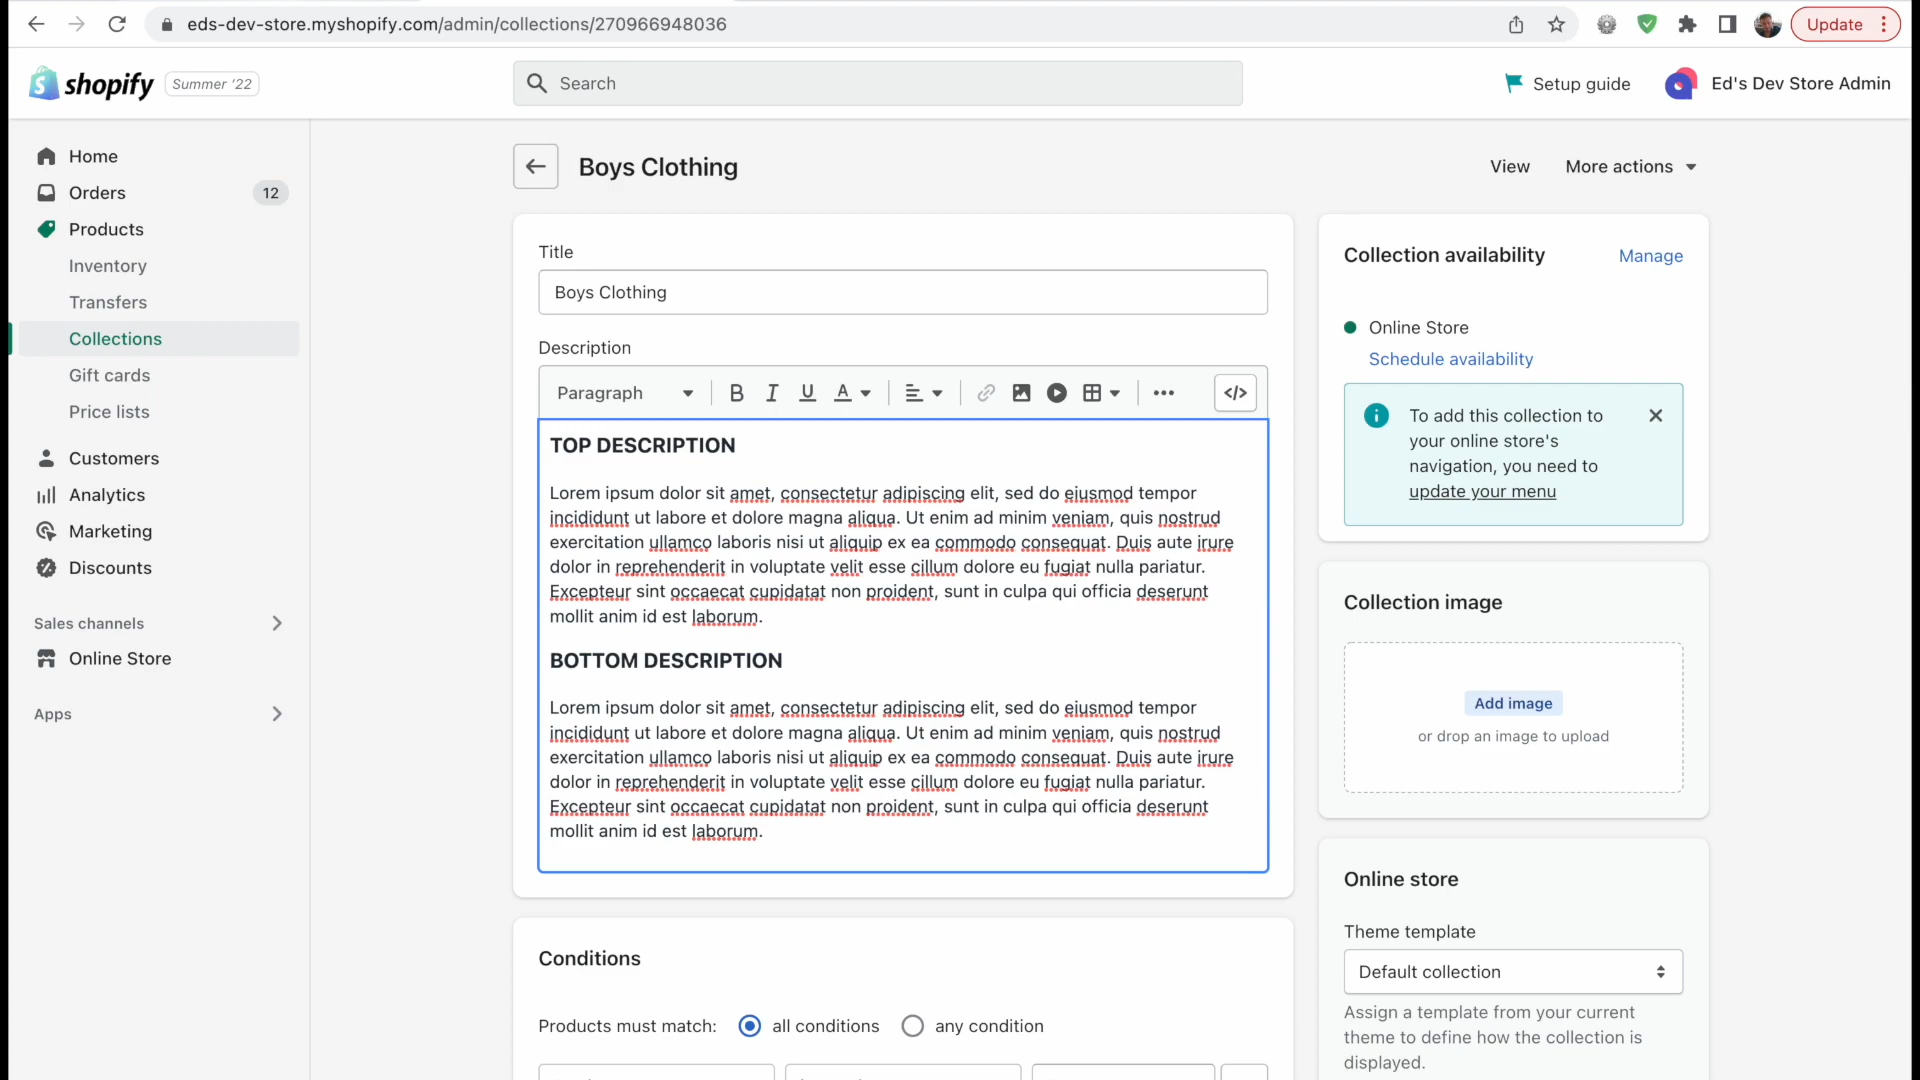 eds-dev-store.myshopify.com/admin/collections/270966948036
Update
shopify
Summer '22
Search
Setup guide
Ed's Dev Store Admin
Home
Orders
12
Products
Inventory
Transfers
Collections
Gift cards
Price lists
Customers
Analytics
Marketing
Discounts
Sales channels
Online Store
Apps
Boys Clothing
View
More actions
Title
Boys Clothing
Description
Paragraph
B I U A
</>
TOP DESCRIPTION
Lorem ipsum dolor sit amet, consectetur adipiscing elit, sed do eiusmod tempor
incididunt ut labore et dolore magna aliqua. Ut enim ad minim veniam, quis nostrud
exercitation ullamco laboris nisi ut aliquip ex ea commodo consequat. Duis aute irure
dolor in reprehenderit in voluptate velit esse cillum dolore eu fugiat nulla pariatur.
Excepteur sint occaecat cupidatat non proident, sunt in culpa qui officia deserunt
mollit anim id est laborum.
BOTTOM DESCRIPTION
Lorem ipsum dolor sit amet, consectetur adipiscing elit, sed do eiusmod tempor
incididunt ut labore et dolore magna aliqua. Ut enim ad minim veniam, quis nostrud
exercitation ullamco laboris nisi ut aliquip ex ea commodo consequat. Duis aute irure
dolor in reprehenderit in voluptate velit esse cillum dolore eu fugiat nulla pariatur.
Excepteur sint occaecat cupidatat non proident, sunt in culpa qui officia deserunt
mollit anim id est laborum.
Conditions
Products must match:
all conditions
any condition
Collection availability
Manage
Online Store
Schedule availability
To add this collection to
your online store's
navigation, you need to
update your menu
Collection image
Add image
or drop an image to upload
Online store
Theme template
Default collection
Assign a template from your current
theme to define how the collection is
displayed.